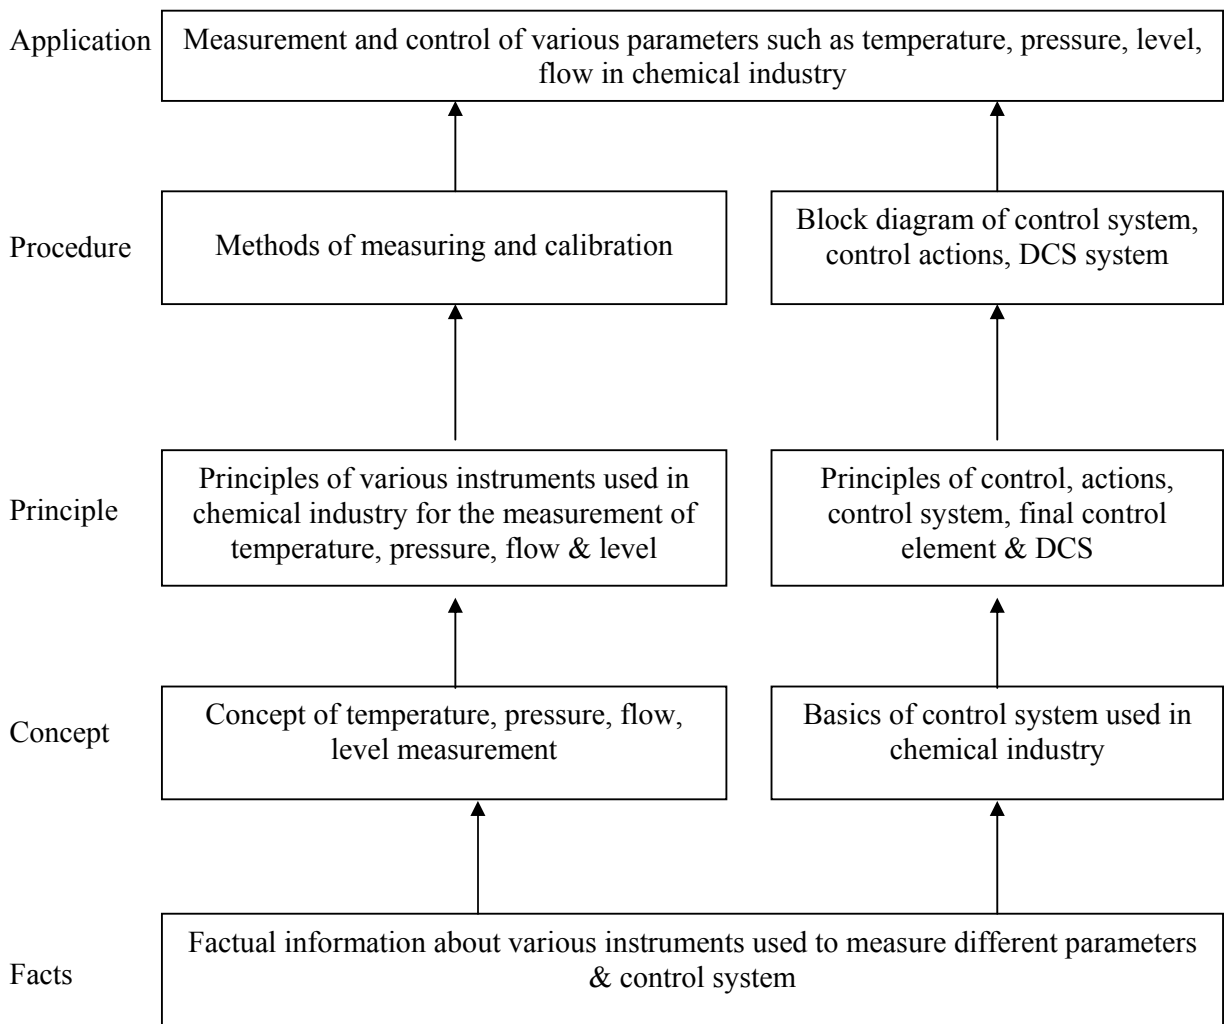 Application
Measurement and control of various parameters such as temperature, pressure, level,
flow in chemical industry
Procedure
Methods of measuring and calibration
Block diagram of control system,
control actions, DCS system
Principle
Principles of various instruments used in
chemical industry for the measurement of
temperature, pressure, flow & level
Principles of control, actions,
control system, final control
element & DCS
Concept
Concept of temperature, pressure, flow,
level measurement
Basics of control system used in
chemical industry
Facts
Factual information about various instruments used to measure different parameters
& control system